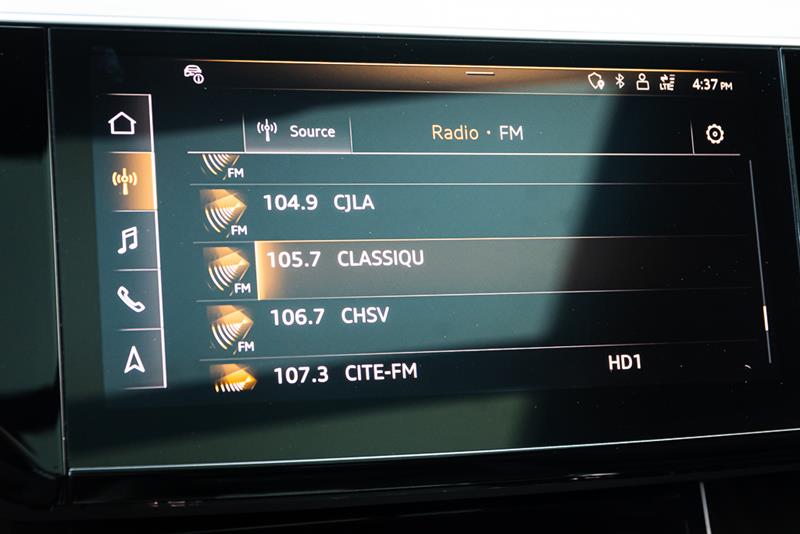 LTE 4:37 PM
Source Radio • FM
FM
104.9 CJLA
FM
105.7 CLASSIQU
FM
106.7 CHSV
FM
107.3 CITE-FM HD1